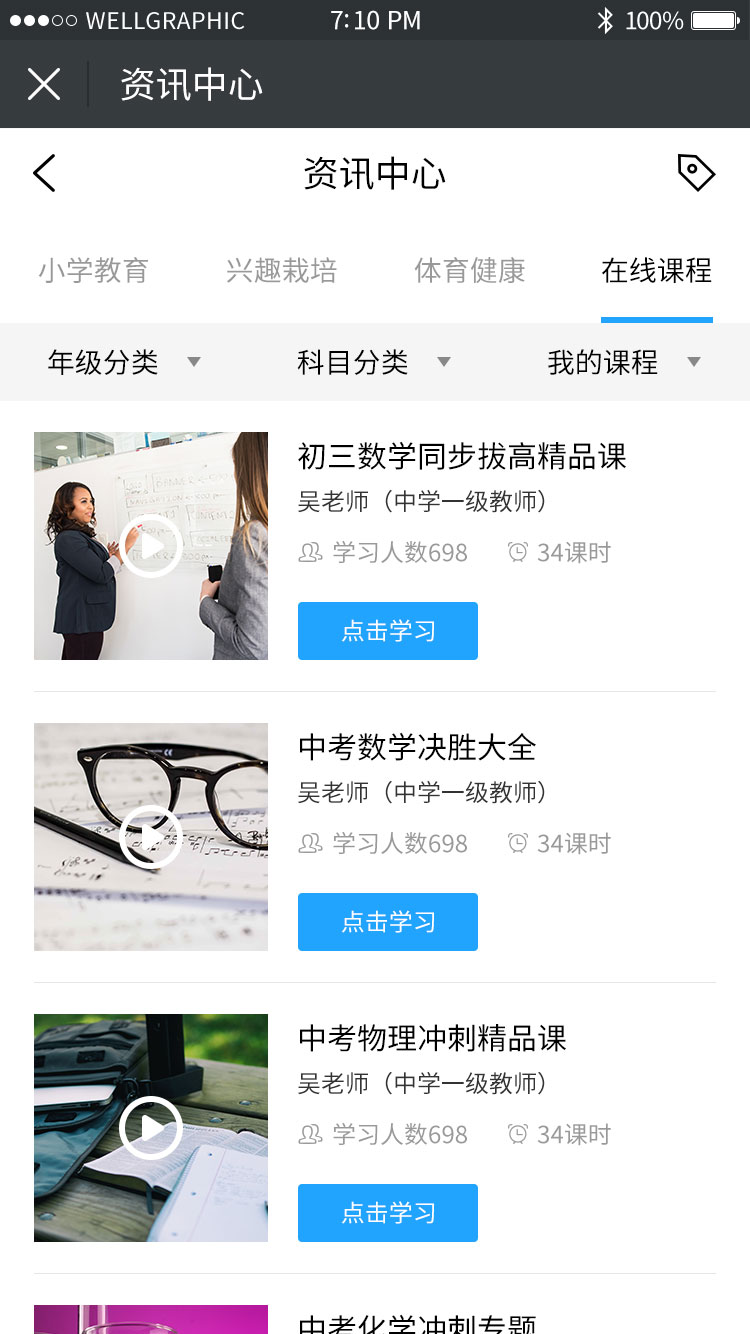 WELLGRAPHIC 7:10 PM 100%
资讯中心
资讯中心
小学教育 兴趣栽培 体育健康 在线课程
年级分类 科目分类 我的课程
初三数学同步拔高精品课
吴老师（中学一级教师）
学习人数698 34课时
点击学习
中考数学决胜大全
吴老师（中学一级教师）
学习人数698 34课时
点击学习
中考物理冲刺精品课
吴老师（中学一级教师）
学习人数698 34课时
点击学习
中考化学冲刺专题